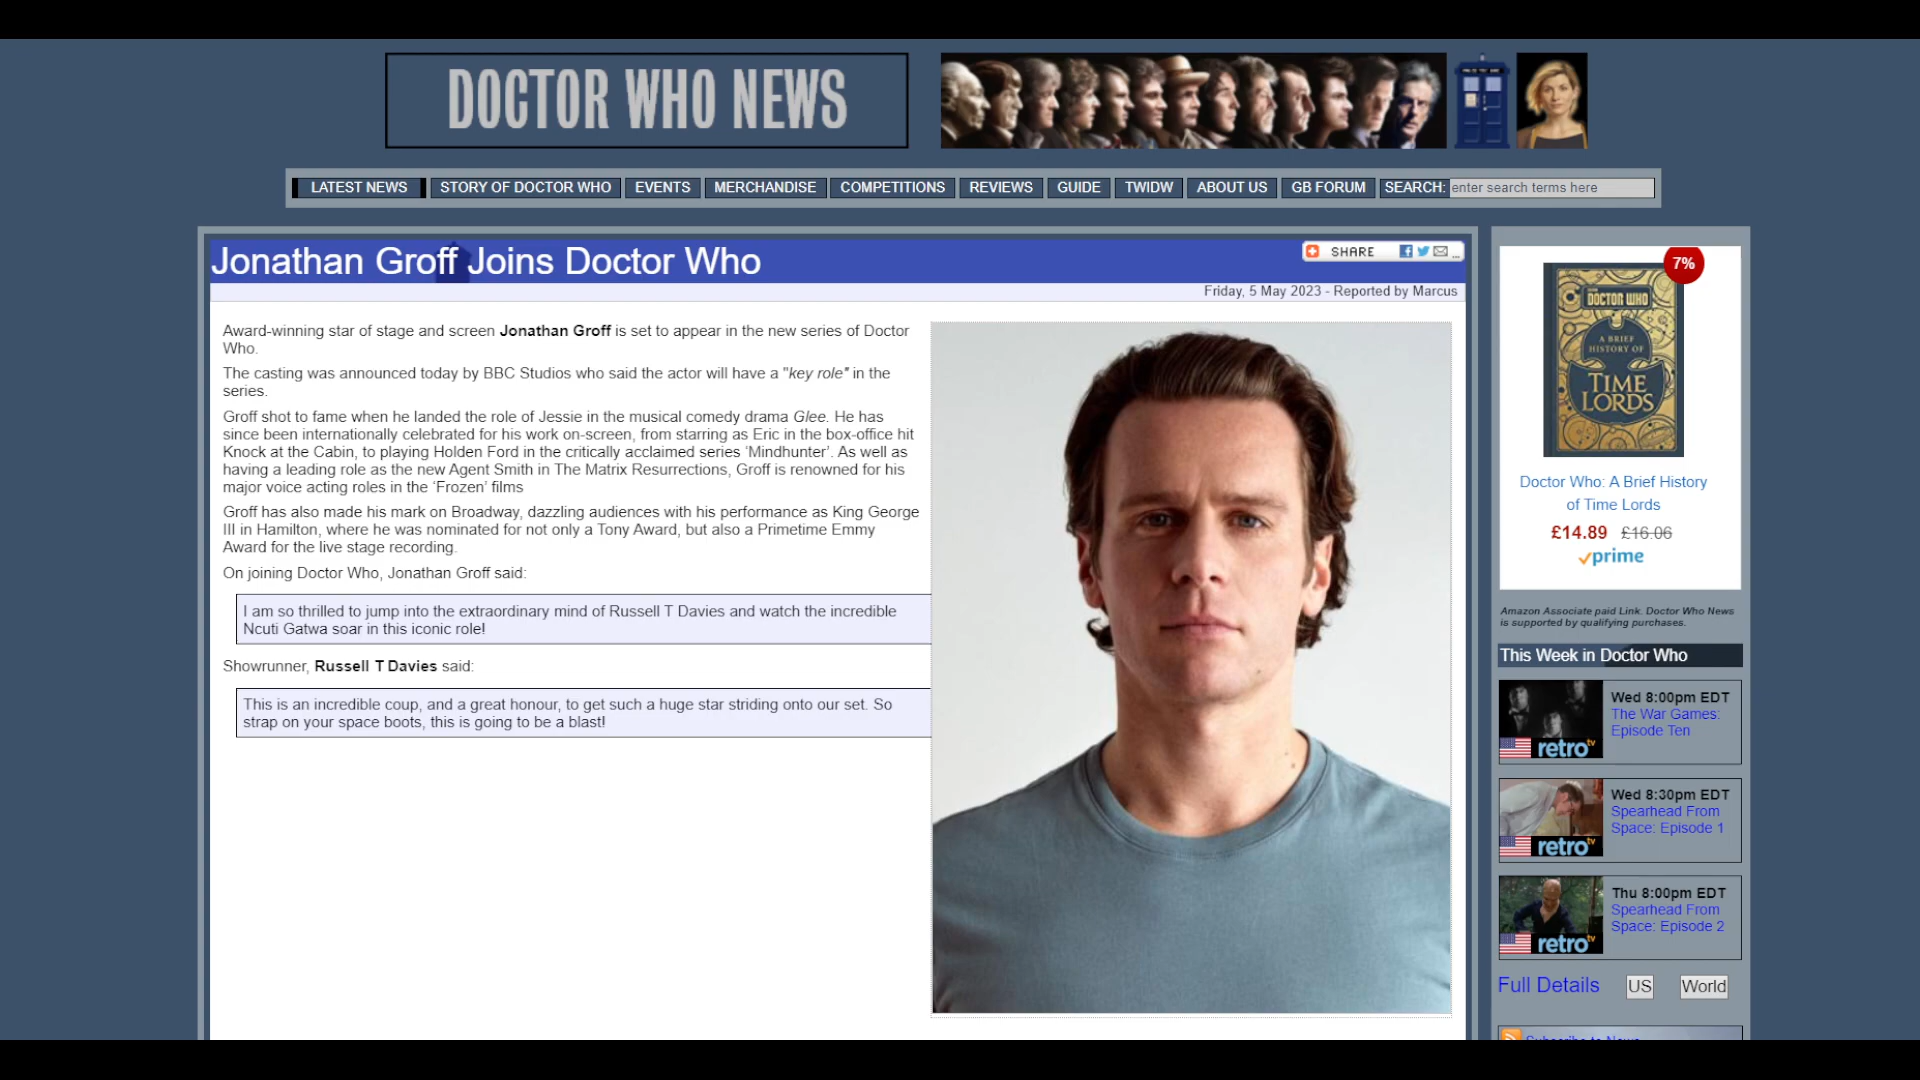 DOCTOR WHO NEWS
LATEST NEWS
STORY OF DOCTOR WHO
EVENTS
MERCHANDISE
COMPETITIONS
REVIEWS
GUIDE
TWIDW
ABOUT US
GB FORUM
SEARCH: enter search terms here
Jonathan Groff Joins Doctor Who
SHARE
...
Friday, 5 May 2023 - Reported by Marcus
Award-winning star of stage and screen Jonathan Groff is set to appear in the new series of Doctor
Who.
The casting was announced today by BBC Studios who said the actor will have a "key role" in the
series.
Groff shot to fame when he landed the role of Jessie in the musical comedy drama Glee. He has
since been internationally celebrated for his work on-screen, from starring as Eric in the box-office hit
Knock at the Cabin, to playing Holden Ford in the critically acclaimed series ‘Mindhunter’. As well as
having a leading role as the new Agent Smith in The Matrix Resurrections, Groff is renowned for his
major voice acting roles in the ‘Frozen’ films
Groff has also made his mark on Broadway, dazzling audiences with his performance as King George
III in Hamilton, where he was nominated for not only a Tony Award, but also a Primetime Emmy
Award for the live stage recording.
On joining Doctor Who, Jonathan Groff said:
I am so thrilled to jump into the extraordinary mind of Russell T Davies and watch the incredible
Ncuti Gatwa soar in this iconic role!
Showrunner, Russell T Davies said:
This is an incredible coup, and a great honour, to get such a huge star striding onto our set. So
strap on your space boots, this is going to be a blast!
7%
DOCTOR WHO
A BRIEF
HISTORY OF
TIME
LORDS
Doctor Who: A Brief History
of Time Lords
£14.89 £16.06
prime
Amazon Associate paid Link. Doctor Who News
is supported by qualifying purchases.
This Week in Doctor Who
Wed 8:00pm EDT
The War Games:
Episode Ten
retro tv
Wed 8:30pm EDT
Spearhead From
Space: Episode 1
retro tv
Thu 8:00pm EDT
Spearhead From
Space: Episode 2
retro tv
Full Details
US
World
Subscribe to News